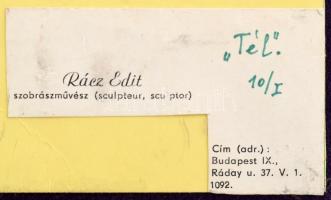 „Tél".
10/I
Rácz Edit
szobrászművész (sculpteur, sculptor)
Cím (adr.) :
Budapest IX.,
Ráday u. 37. V. 1.
1092.